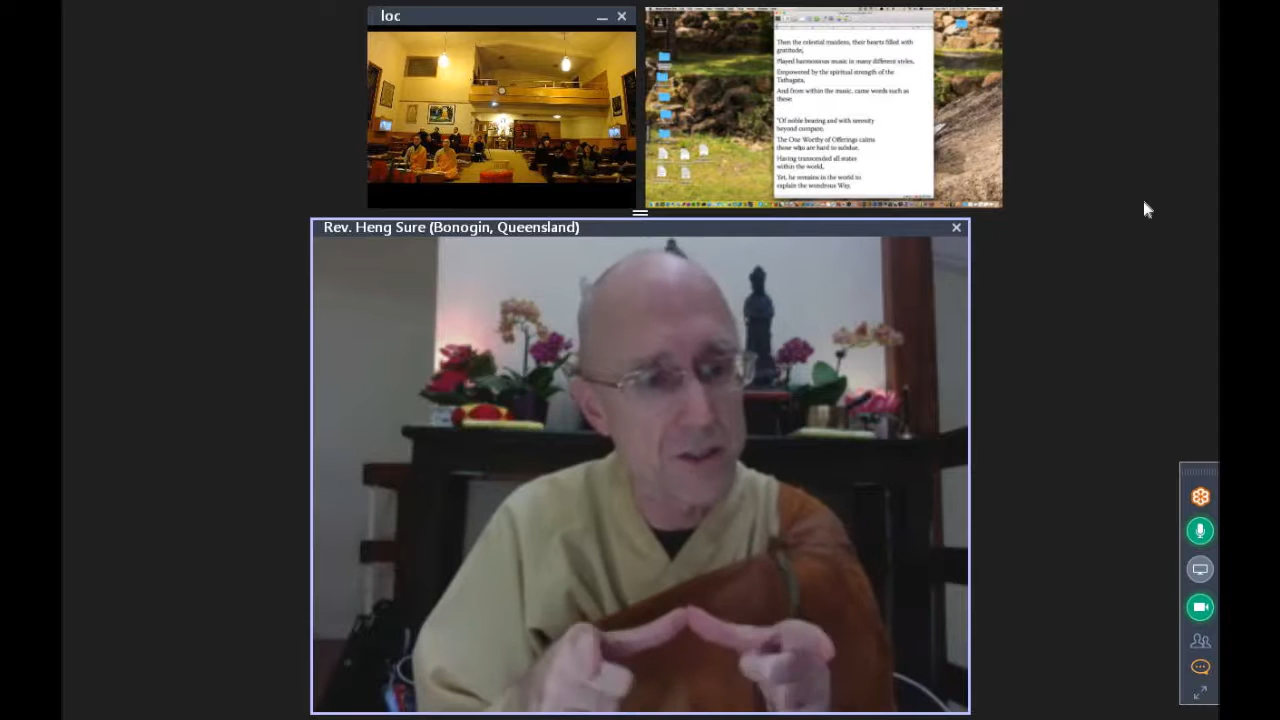 loc
Then the celestial maidens, their hearts filled with
gratitude,
Played harmonious music in many different styles,
Empowered by the spiritual strength of the
Tathagata,
And from within the music, came words such as
these:
"Of noble bearing and with serenity
beyond compare,
The One Worthy of Offerings calms
those who are hard to subdue.
Having transcended all states
within the world,
Yet, he remains in the world to
explain the wondrous Way.
Rev. Heng Sure (Bonogin, Queensland)